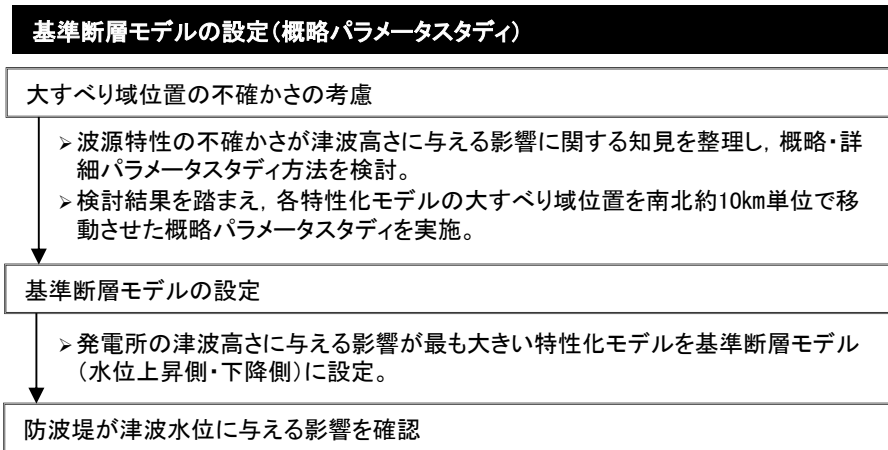 基準断層モデルの設定(概略パラメータスタディ)
大すべり域位置の不確かさの考慮
➢波源特性の不確かさが津波高さに与える影響に関する知見を整理し，概略・詳
細パラメータスタディ方法を検討。
➢検討結果を踏まえ，各特性化モデルの大すべり域位置を南北約10km単位で移
動させた概略パラメータスタディを実施。
基準断層モデルの設定
➢発電所の津波高さに与える影響が最も大きい特性化モデルを基準断層モデル
(水位上昇側・下降側)に設定。
防波堤が津波水位に与える影響を確認